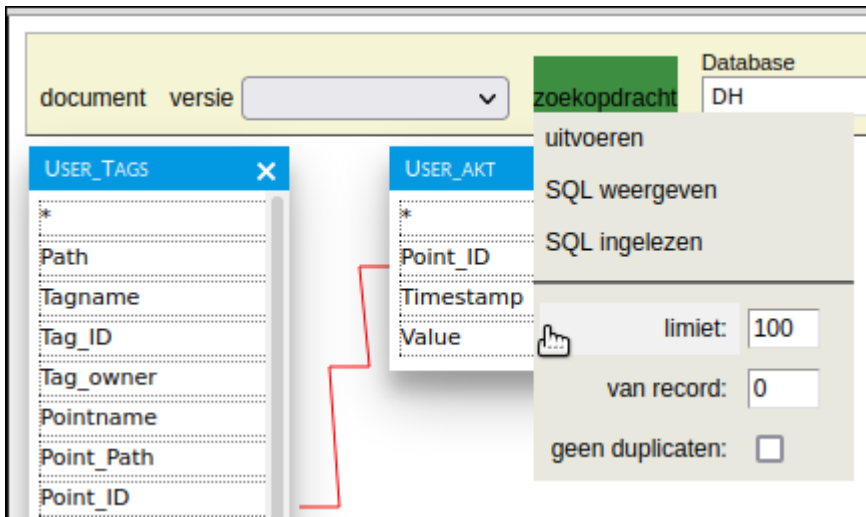 document versie zoekopdracht Database
DH
uitvoeren
SQL weergeven
SQL ingelezen
limiet: 100
van record: 0
geen duplicaten:
USER_TAGS ×
*
Path
Tagname
Tag_ID
Tag_owner
Pointname
Point_Path
Point_ID
USER_AKT
*
Point_ID
Timestamp
Value